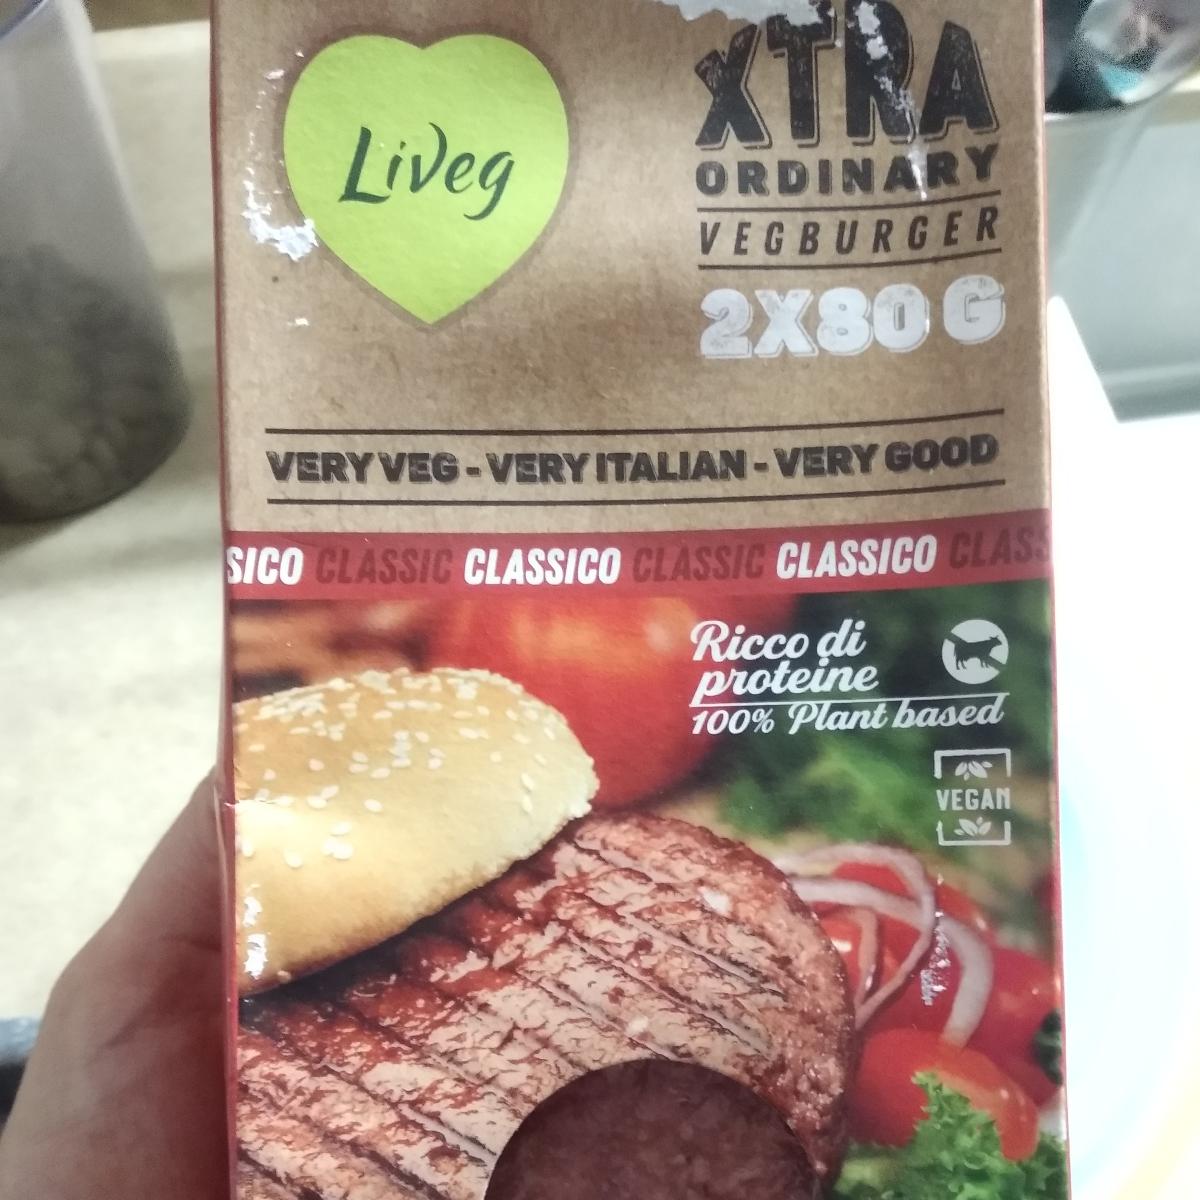 Liveg
XTRA
ORDINARY
VEGBURGER
2X80 G
VERY VEG - VERY ITALIAN - VERY GOOD
SICO CLASSIC CLASSICO CLASSIC CLASSICO CLASS
Ricco di
proteine
100% Plant based
VEGAN